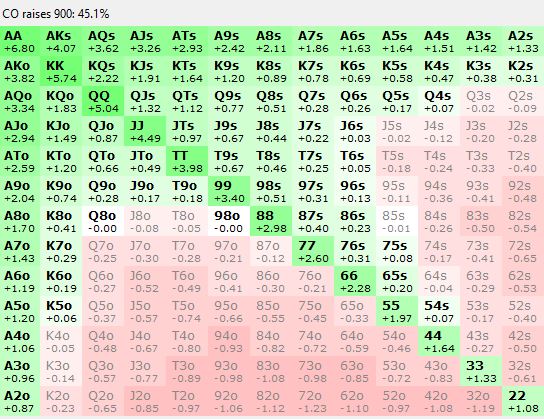 CO raises 900: 45.1%
AA AKs AQs AJs ATs A9s A8s A7s A6s A5s A4s A3s A2s
+6.80 +4.07 +3.62 +3.26 +2.93 +2.42 +2.11 +1.86 +1.63 +1.64 +1.51 +1.42 +1.33
AKo KK KQs KJs KTs K9s K8s K7s K6s K5s K4s K3s K2s
+3.82 +5.74 +2.22 +1.91 +1.64 +1.20 +0.89 +0.78 +0.69 +0.58 +0.47 +0.38 +0.31
AQo KQo QQ QJs QTs Q9s Q8s Q7s Q6s Q5s Q4s Q3s Q2s
+3.34 +1.83 +5.04 +1.32 +1.12 +0.77 +0.51 +0.28 +0.26 +0.17 +0.07 -0.02 -0.09
AJo KJo QJo JJ JTs J9s J8s J7s J6s J5s J4s J3s J2s
+2.94 +1.49 +0.87 +4.49 +0.97 +0.67 +0.44 +0.22 +0.03 -0.02 -0.12 -0.20 -0.28
ATo KTo QTo JTo TT T9s T8s T7s T6s T5s T4s T3s T2s
+2.59 +1.20 +0.66 +0.49 +3.98 +0.67 +0.46 +0.25 +0.05 -0.18 -0.24 -0.33 -0.40
A9o K9o Q9o J9o T9o 99 98s 97s 96s 95s 94s 93s 92s
+2.04 +0.74 +0.28 +0.17 +0.18 +3.40 +0.51 +0.31 +0.13 -0.11 -0.36 -0.41 -0.48
A8o K8o Q8o J8o T8o 98o 88 87s 86s 85s 84s 83s 82s
+1.70 +0.41 -0.00 -0.08 -0.05 -0.00 +2.98 +0.40 +0.23 -0.01 -0.26 -0.50 -0.54
A7o K7o Q7o J7o T7o 97o 87o 77 76s 75s 74s 73s 72s
+1.43 +0.29 -0.25 -0.30 -0.28 -0.21 -0.12 +2.60 +0.31 +0.08 -0.17 -0.41 -0.65
A6o K6o Q6o J6o T6o 96o 86o 76o 66 65s 64s 63s 62s
+1.19 +0.19 -0.27 -0.52 -0.49 -0.41 -0.30 -0.21 +2.28 +0.20 -0.04 -0.29 -0.53
A5o K5o Q5o J5o T5o 95o 85o 75o 65o 55 54s 53s 52s
+1.20 +0.06 -0.37 -0.57 -0.74 -0.66 -0.55 -0.45 -0.33 +1.97 +0.07 -0.17 -0.40
A4o K4o Q4o J4o T4o 94o 84o 74o 64o 54o 44 43s 42s
+1.06 -0.05 -0.48 -0.67 -0.80 -0.93 -0.82 -0.72 -0.59 -0.46 +1.64 -0.27 -0.50
A3o K3o Q3o J3o T3o 93o 83o 73o 63o 53o 43o 33 32s
+0.96 -0.14 -0.57 -0.77 -0.89 -0.98 -1.08 -0.98 -0.85 -0.72 -0.83 +1.33 -0.61
A2o K2o Q2o J2o T2o 92o 82o 72o 62o 52o 42o 32o 22
+0.87 -0.23 -0.65 -0.85 -0.97 -1.06 -1.12 -1.23 -1.10 -0.97 -1.07 -1.19 +1.08